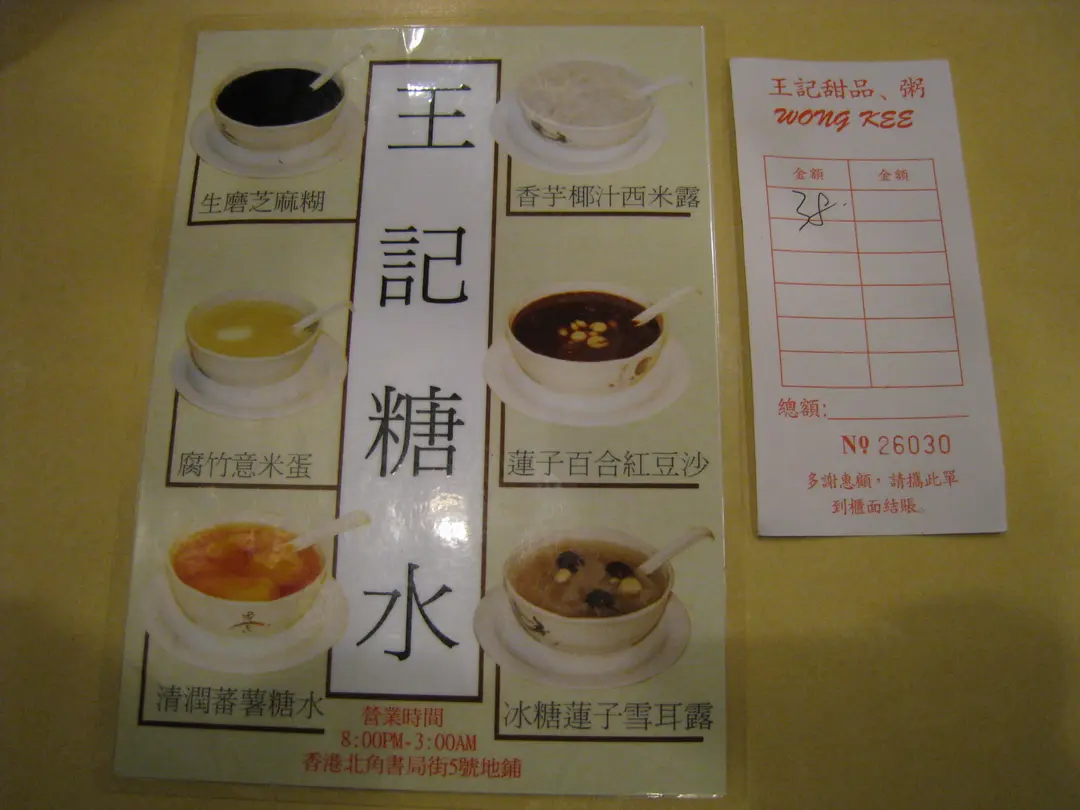 王記糖水
生磨芝麻糊
香芋椰汁西米露
腐竹意米蛋
蓮子百合紅豆沙
清潤蕃薯糖水
冰糖蓮子雪耳露
營業時間
8:00PM-3:00AM
香港北角書局街5號地鋪
王記甜品、粥
WONG KEE
金額 金額
28.
總額:
No 26030
多謝惠顧，請攜此單
到櫃面結賬。